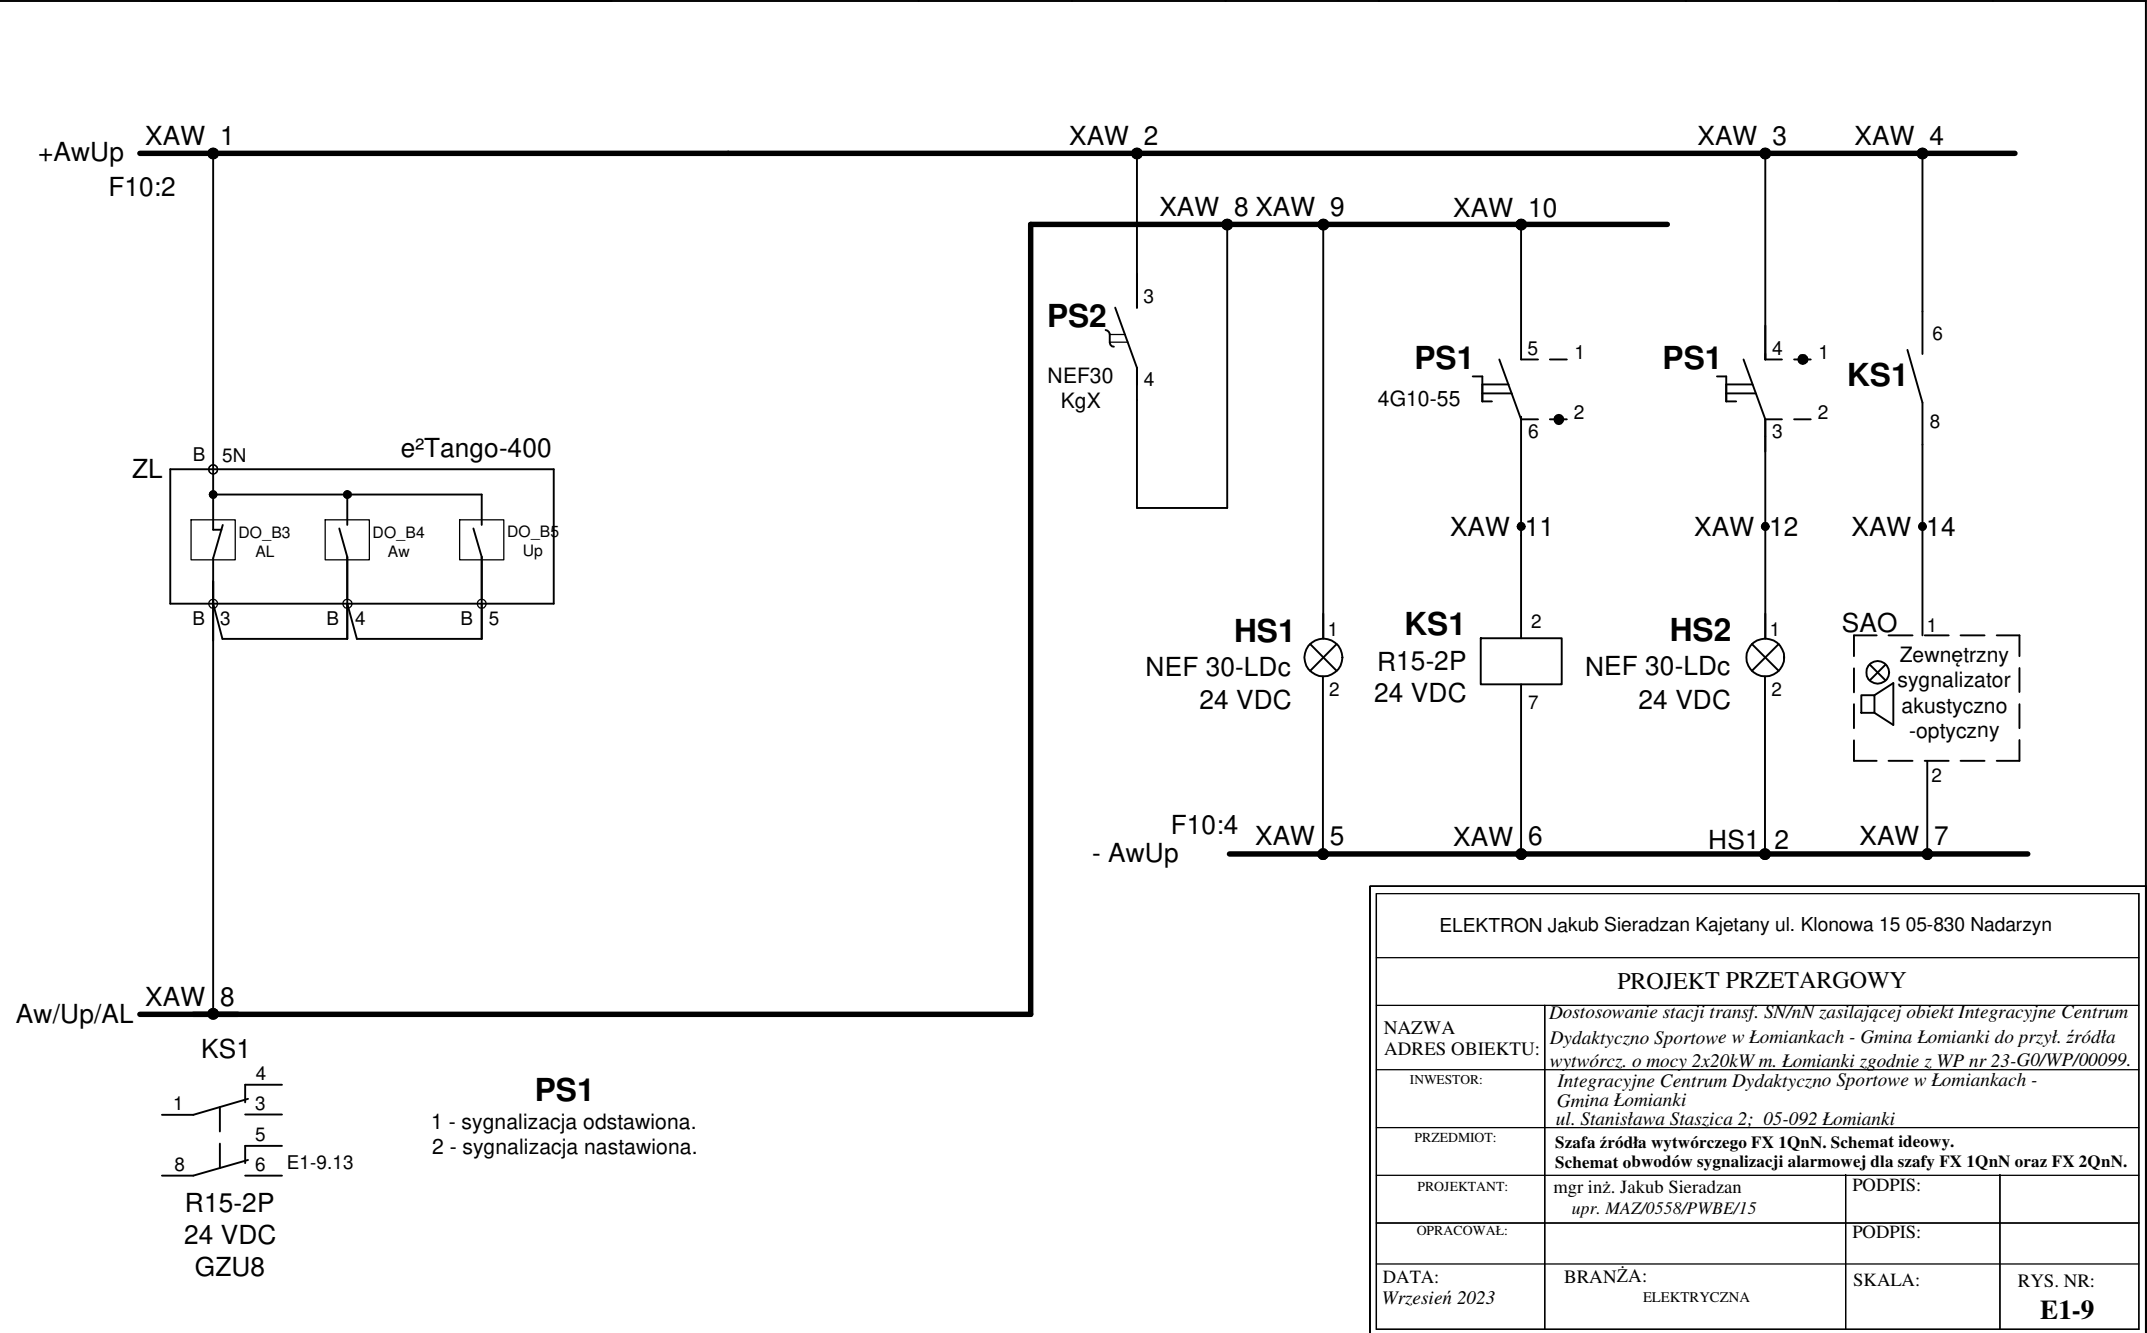 XAW 1
XAW 2
XAW 3
XAW 4
+AwUp
F10:2
XAW 8 XAW 9
XAW 10
PS2
3
4
NEF30
KgX
PS1
4G10-55
5
1
2
6
PS1
4
1
2
3
KS1
6
8
ZL
B 5N
e²Tango-400
DO_B3
AL
DO_B4
Aw
DO_B5
Up
B 3
B 4
B 5
XAW 11
XAW 12
XAW 14
HS1
NEF 30-LDc
24 VDC
1
2
KS1
R15-2P
24 VDC
2
7
HS2
NEF 30-LDc
24 VDC
1
2
SAO
1
Zewnętrzny
sygnalizator
akustyczno
-optyczny
2
F10:4
- AwUp
XAW 5
XAW 6
HS1 2
XAW 7
Aw/Up/AL
XAW 8
KS1
4
1
3
5
8
6
E1-9.13
R15-2P
24 VDC
GZU8
PS1
1 - sygnalizacja odstawiona.
2 - sygnalizacja nastawiona.
ELEKTRON Jakub Sieradzan Kajetany ul. Klonowa 15 05-830 Nadarzyn
PROJEKT PRZETARGOWY
NAZWA
ADRES OBIEKTU:
Dostosowanie stacji transf. SN/nN zasilającej obiekt Integracyjne Centrum
Dydaktyczno Sportowe w Łomiankach - Gmina Łomianki do przył. źródła
wytwórcz. o mocy 2x20kW m. Łomianki zgodnie z WP nr 23-G0/WP/00099.
INWESTOR:
Integracyjne Centrum Dydaktyczno Sportowe w Łomiankach -
Gmina Łomianki
ul. Stanisława Staszica 2; 05-092 Łomianki
PRZEDMIOT:
Szafa źródła wytwórczego FX 1QnN. Schemat ideowy.
Schemat obwodów sygnalizacji alarmowej dla szafy FX 1QnN oraz FX 2QnN.
PROJEKTANT:
mgr inż. Jakub Sieradzan
upr. MAZ/0558/PWBE/15
PODPIS:
OPRACOWAŁ:
PODPIS:
DATA:
Wrzesień 2023
BRANŻA:
ELEKTRYCZNA
SKALA:
RYS. NR:
E1-9